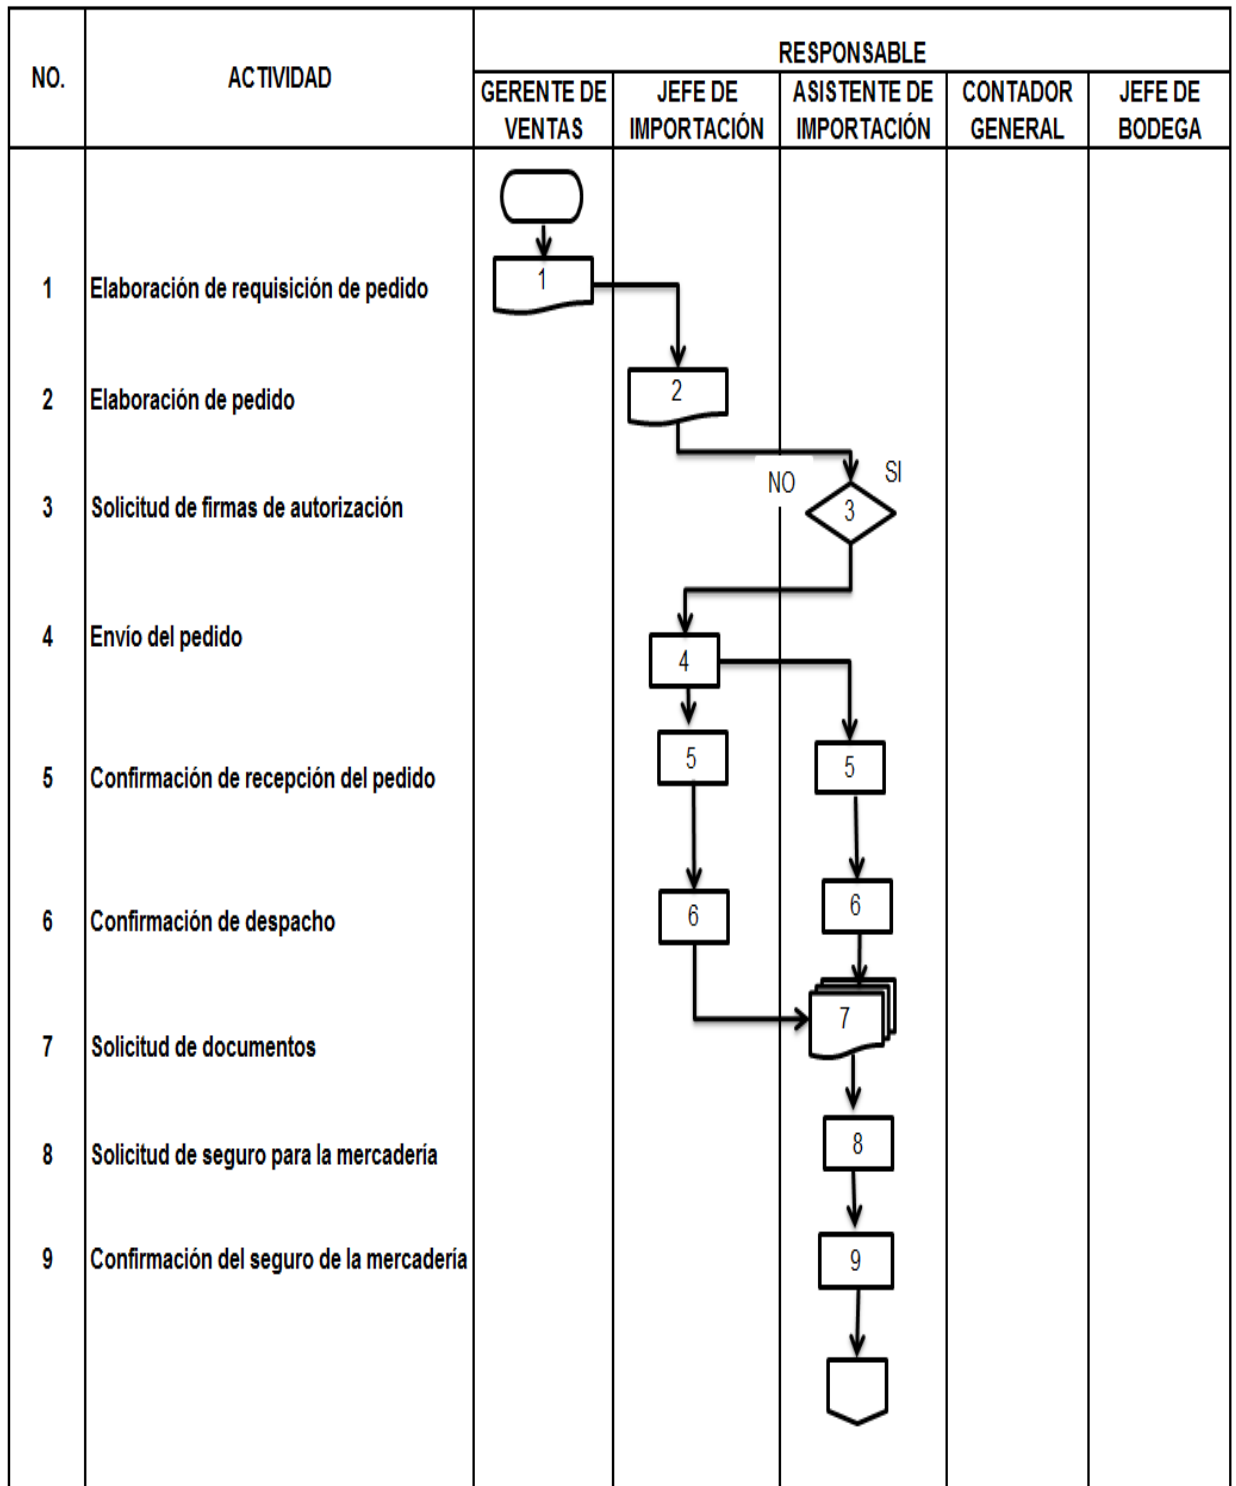 NO.
ACTIVIDAD
RESPONSABLE
GERENTE DE
VENTAS
JEFE DE
IMPORTACIÓN
ASISTENTE DE
IMPORTACIÓN
CONTADOR
GENERAL
JEFE DE
BODEGA
1 Elaboración de requisición de pedido
1
2 Elaboración de pedido
2
NO
SI
3 Solicitud de firmas de autorización
3
4 Envío del pedido
4
5 Confirmación de recepción del pedido
5
5
6 Confirmación de despacho
6
6
7 Solicitud de documentos
7
8 Solicitud de seguro para la mercadería
8
9 Confirmación del seguro de la mercadería
9